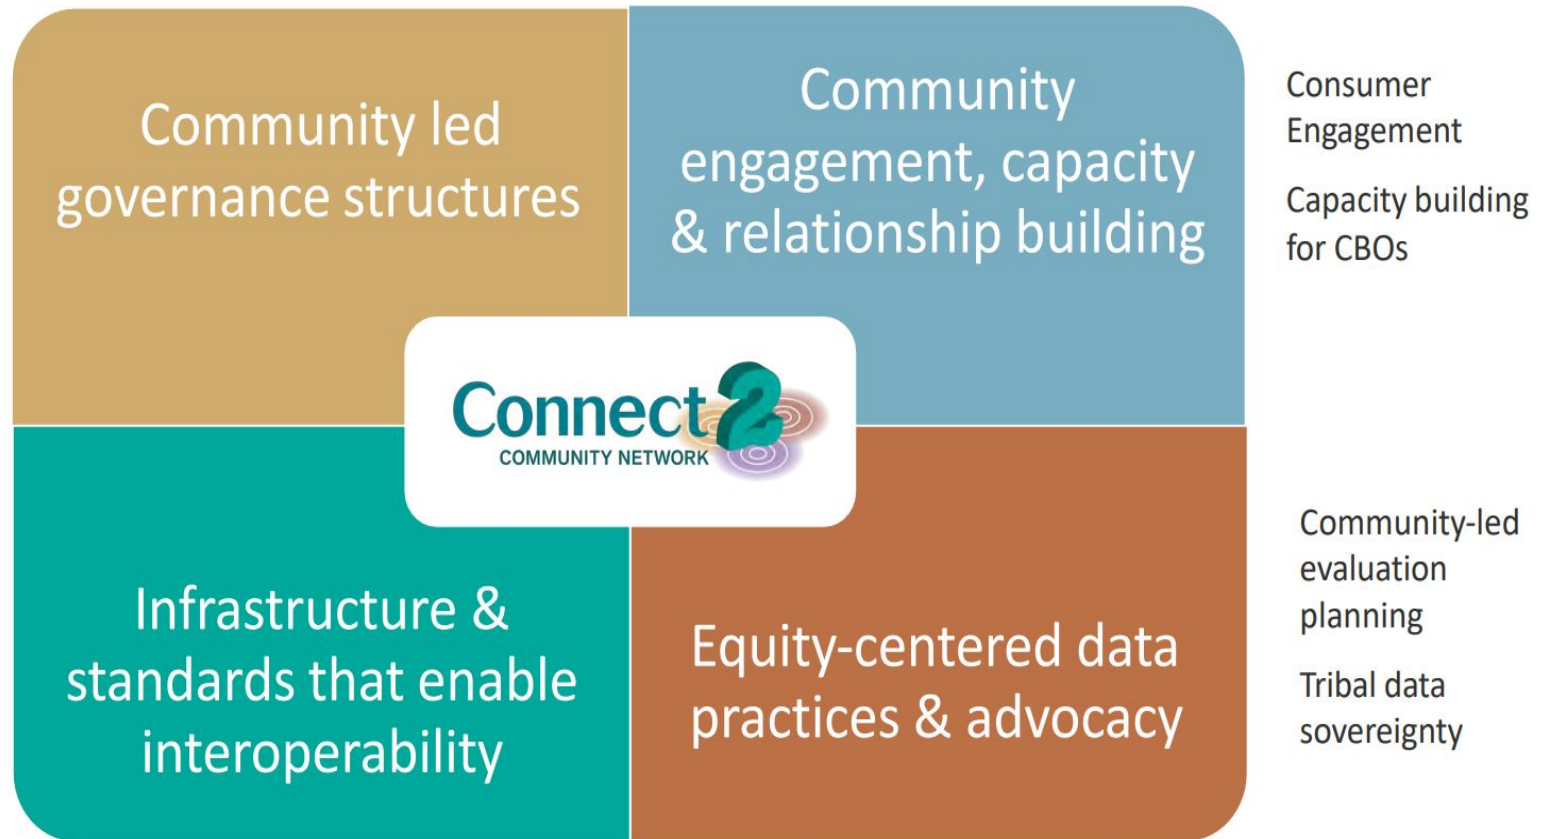 Community led
governance structures
Community
engagement, capacity
& relationship building
Consumer
Engagement
Capacity building
for CBOs
Connect2
COMMUNITY NETWORK
Infrastructure &
standards that enable
interoperability
Equity-centered data
practices & advocacy
Community-led
evaluation
planning
Tribal data
sovereignty